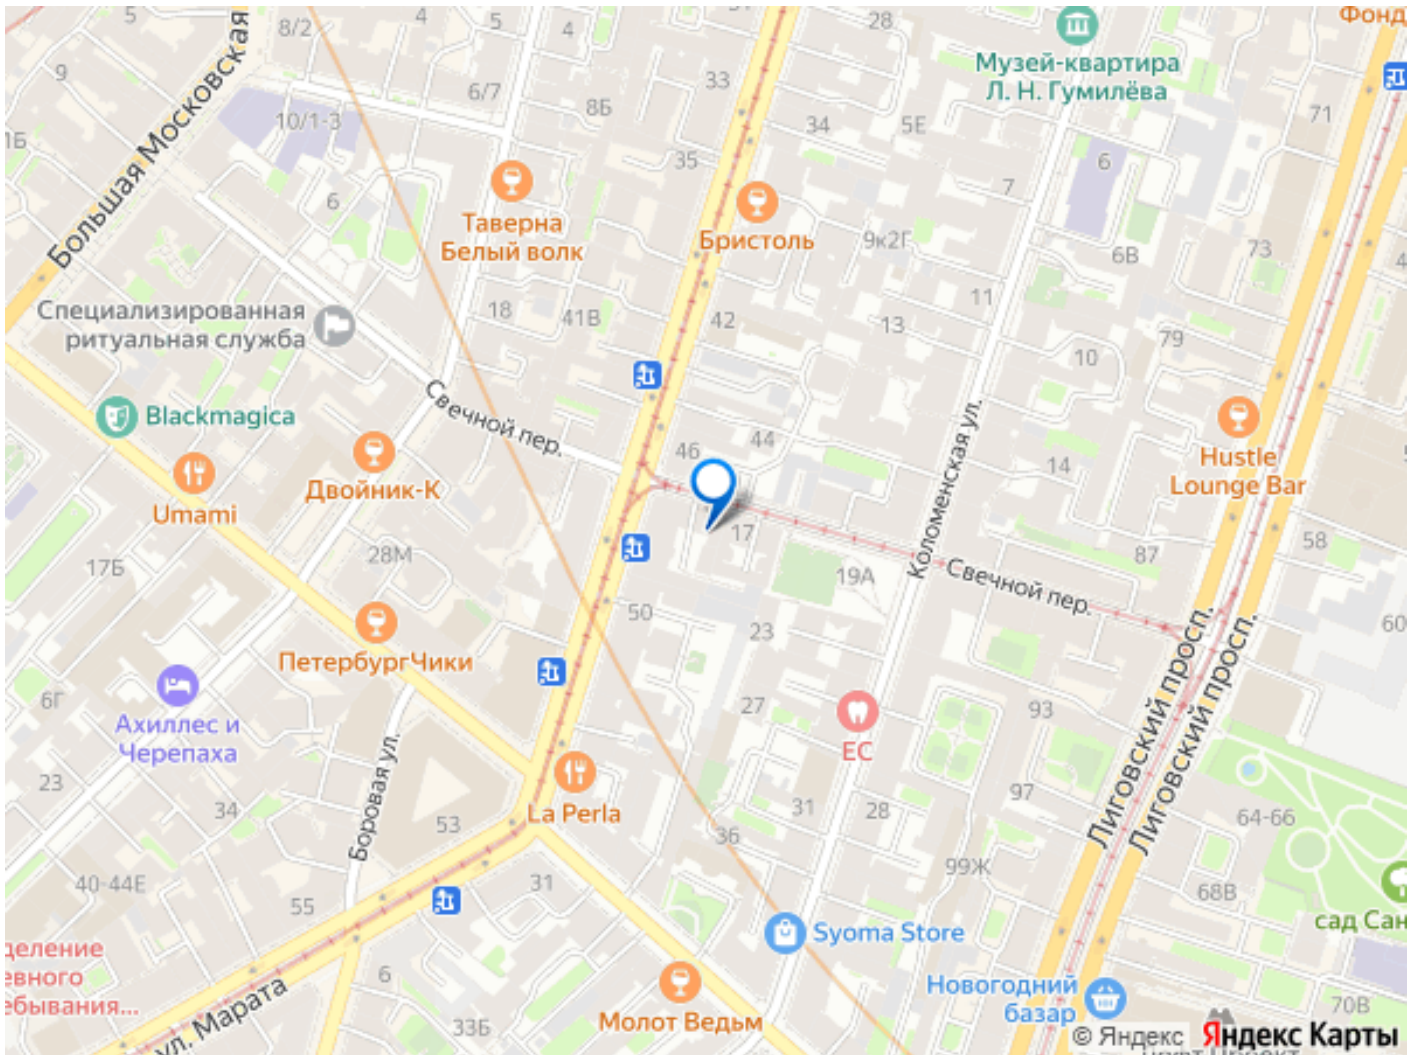 5
8/2
5
4
28
Фонд
9
Большая Московская
6/7
33
8Б
Музей-квартира
Л. Н. Гумилёва
71
10/1-3
1Б
34
5Е
35
6
6
7
Таверна
Белый волк
Бристоль
9к2Г
6В
73
11
Специализированная
ритуальная служба
18
41В
42
13
79
10
Blackmagica
Свечной пер.
Коломенская ул.
Umami
Двойник-К
46
44
14
Hustle
Lounge Bar
17
87
58
17Б
28М
19А
Свечной пер.
50
23
60
ПетербургЧики
Лиговский просп.
Лиговский просп.
6Г
Ахиллес и
Черепаха
27
ЕС
93
Боровая ул.
23
34
La Perla
53
36
31
28
97
64-66
99Ж
40-44Е
55
31
68В
сад Сан
деление
евного
ебывания...
6
Syoma Store
ул. Марата
33Б
Молот Ведьм
Новогодний
базар
70В
© Яндекс
Яндекс Карты